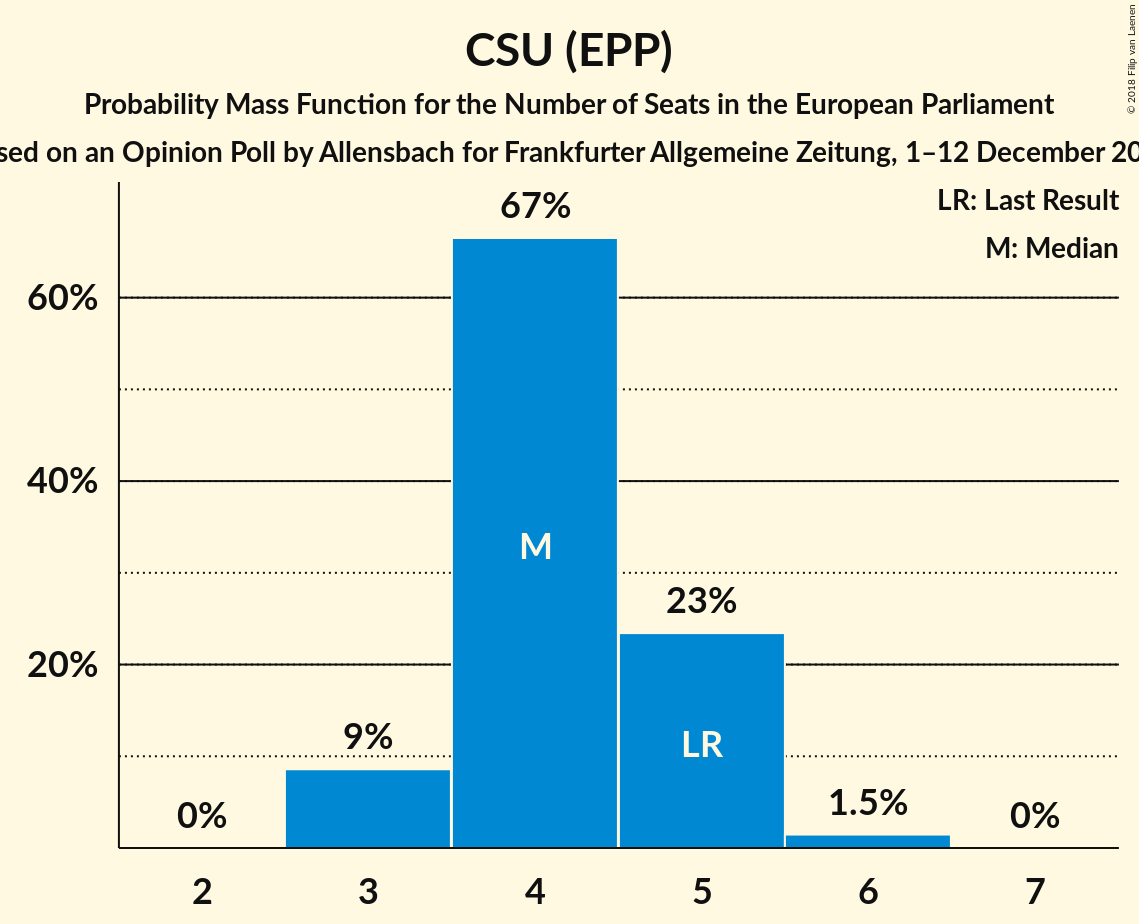 CSU (EPP)
Probability Mass Function for the Number of Seats in the European Parliament
sed on an Opinion Poll by Allensbach for Frankfurter Allgemeine Zeitung, 1–12 December 20
© 2018 Filip van Laenen
LR: Last Result
M: Median
67%
60%
40%
M
23%
20%
LR
9%
1.5%
0%
0%
2 3 4 5 6 7